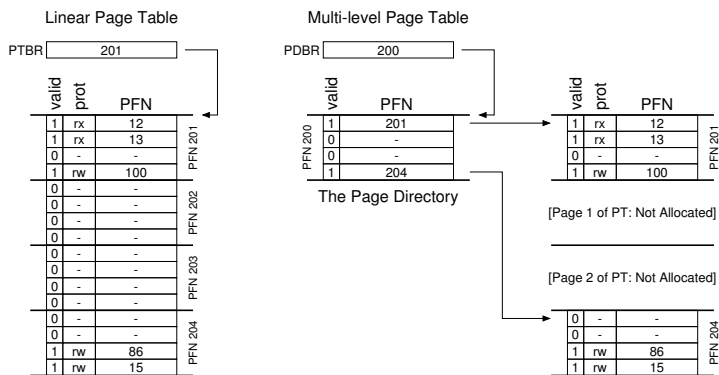 Linear Page Table
PTBR 201
valid prot PFN
1 rx 12
1 rx 13
0 - -
1 rw 100
PFN 201
0 - -
0 - -
0 - -
0 - -
PFN 202
0 - -
0 - -
0 - -
0 - -
PFN 203
0 - -
0 - -
1 rw 86
1 rw 15
PFN 204
Multi-level Page Table
PDBR 200
valid PFN
PFN 200
1 201
0 -
0 -
1 204
The Page Directory
valid prot PFN
1 rx 12
1 rx 13
0 - -
1 rw 100
PFN 201
[Page 1 of PT: Not Allocated]
[Page 2 of PT: Not Allocated]
0 - -
0 - -
1 rw 86
1 rw 15
PFN 204